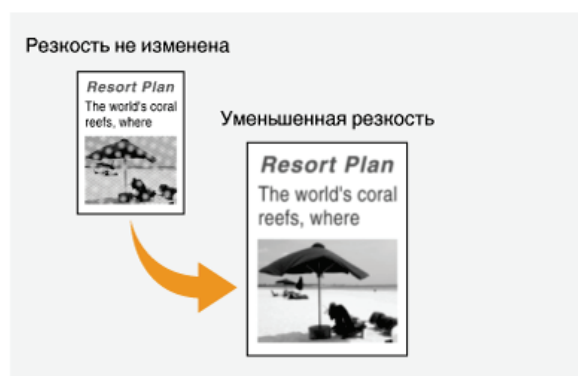 Резкость не изменена
Resort Plan
The world's coral
reefs, where
Уменьшенная резкость
Resort Plan
The world's coral
reefs, where